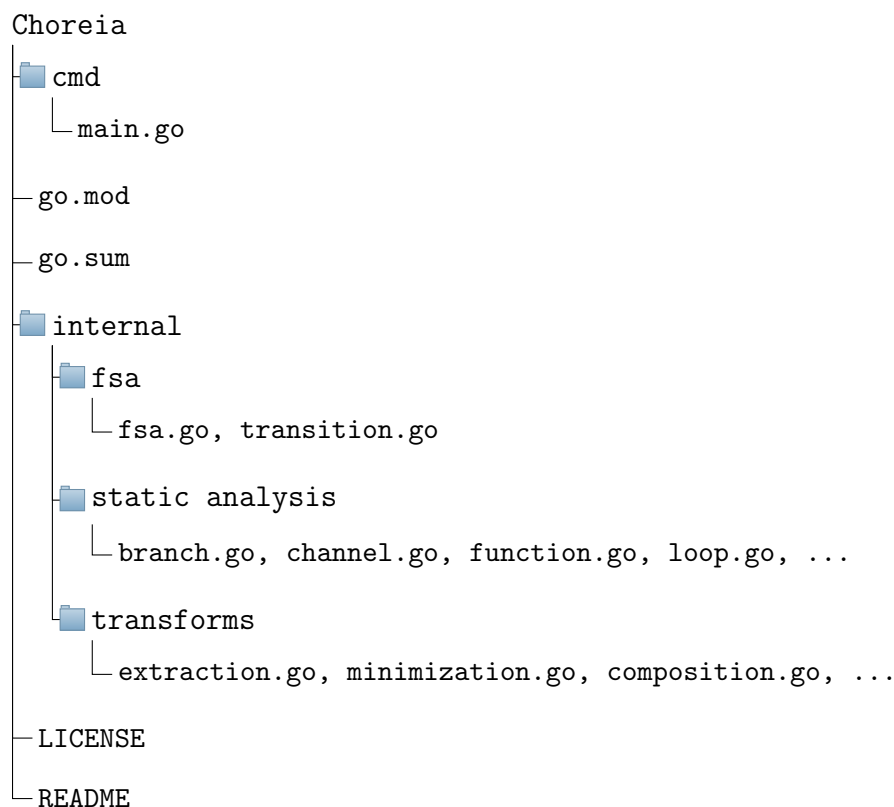 Choreia
cmd
main.go
go.mod
go.sum
internal
fsa
fsa.go, transition.go
static analysis
branch.go, channel.go, function.go, loop.go, ...
transforms
extraction.go, minimization.go, composition.go, ...
LICENSE
README